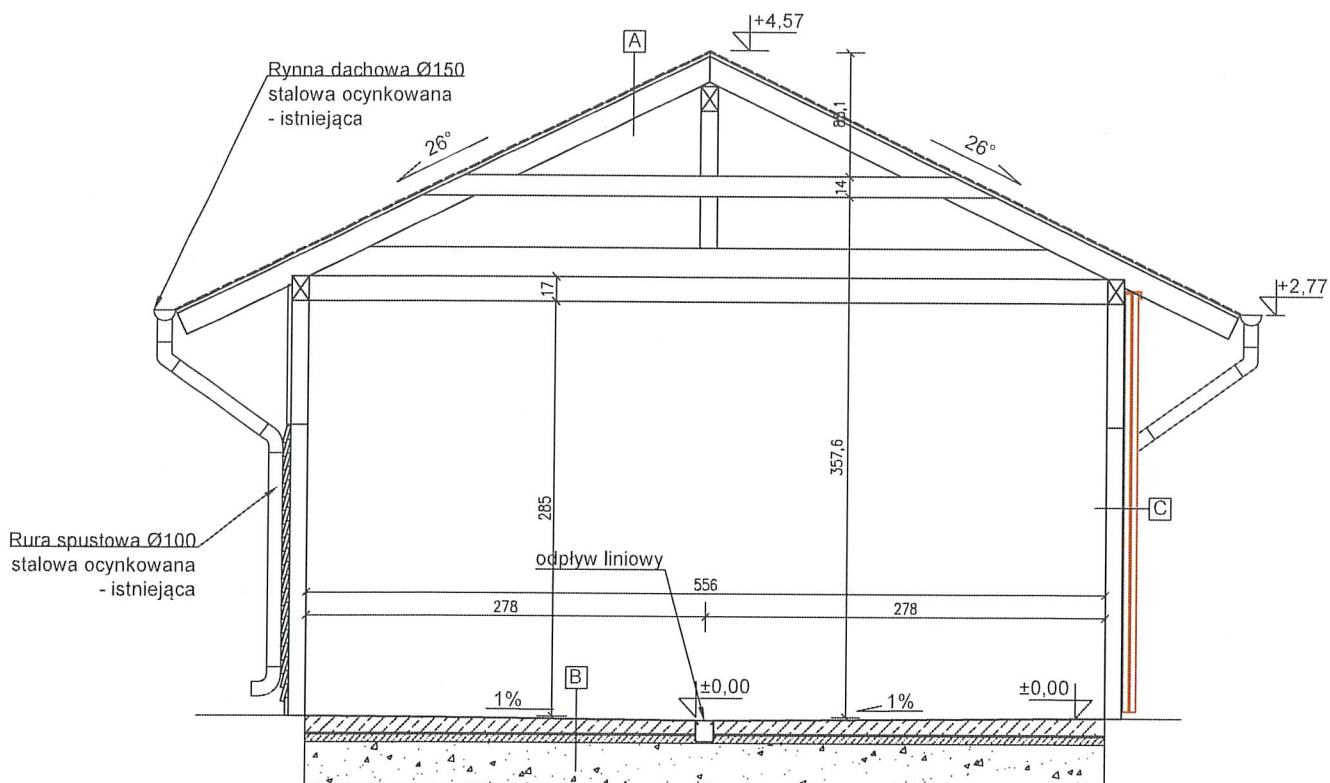 +4,57
A
Rynna dachowa Ø150
stalowa ocynkowana
- istniejąca
26°
26°
14
17
+2,77
357,6
285
C
Rura spustowa Ø100
stalowa ocynkowana
- istniejąca
odpływ liniowy
556
278
278
B
±0,00
±0,00
1%
1%